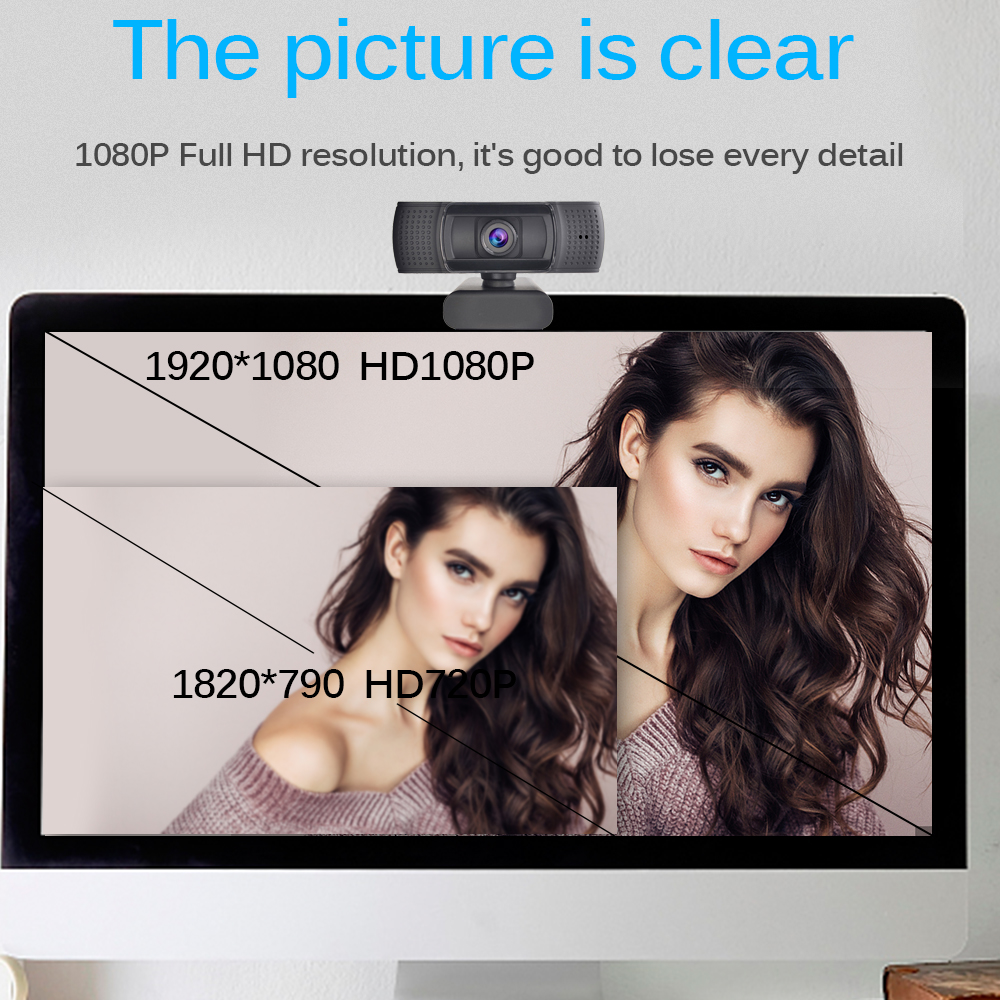 The picture is clear
1080P Full HD resolution, it's good to lose every detail
1920*1080 HD1080P
1820*790 HD720P